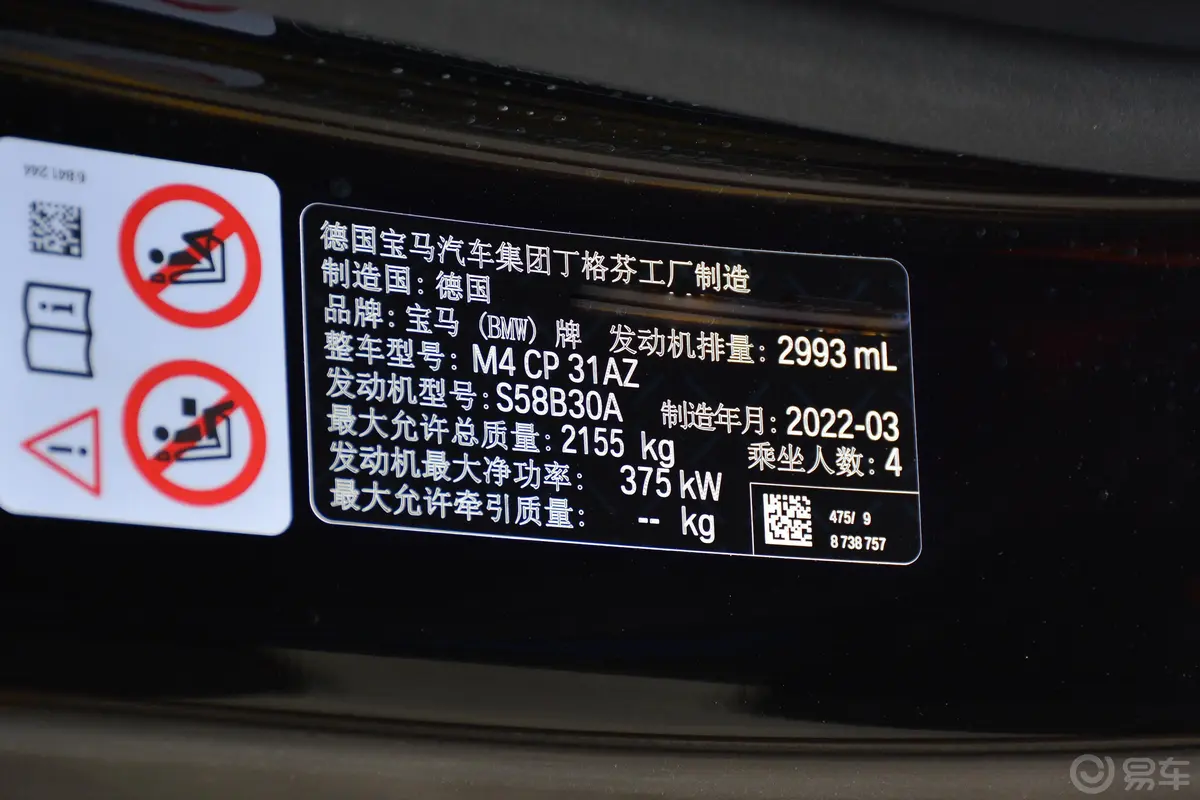 6 841 244
德国宝马汽车集团丁格芬工厂制造
制造国：德国
品牌：宝马（BMW）牌 发动机排量：2993 mL
整车型号：M4 CP 31AZ
发动机型号：S58B30A 制造年月：2022-03
最大允许总质量：2155 kg 乘坐人数：4
发动机最大净功率： 375 kW
最大允许牵引质量： -- kg
475/ 9
8 738 757
易车